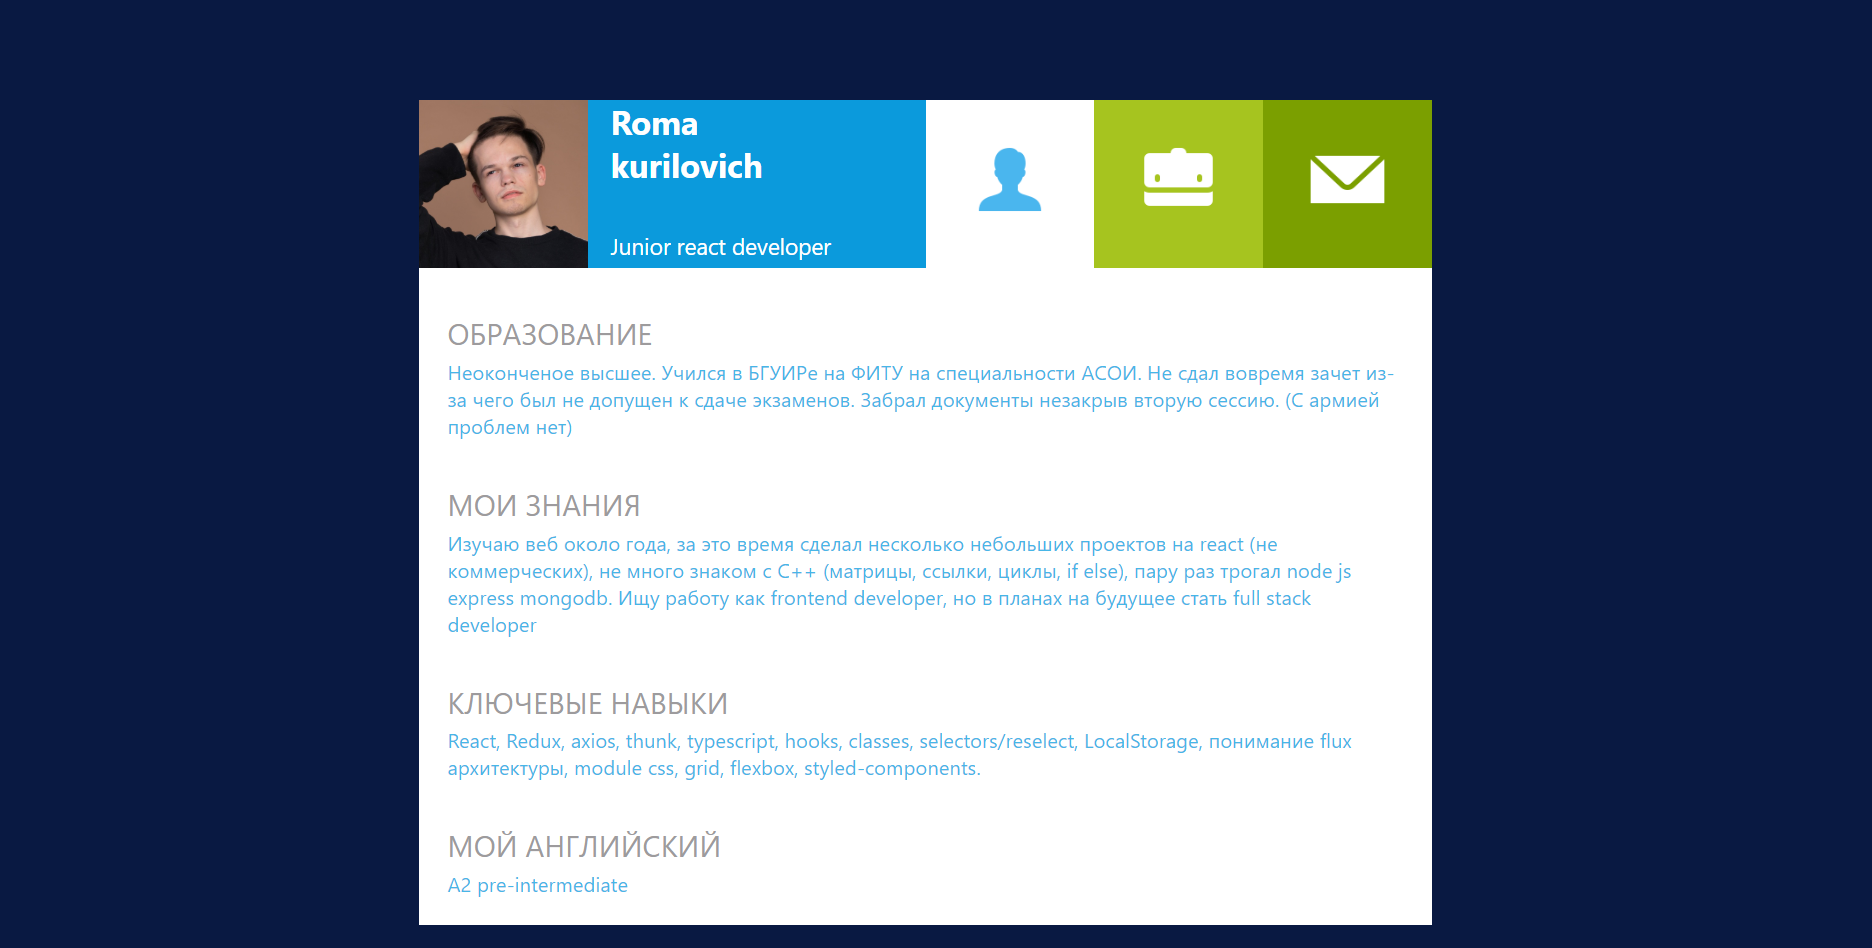 Roma
kurilovich
Junior react developer
ОБРАЗОВАНИЕ
Неоконченое высшее. Учился в БГУИРе на ФИТУ на специальности АСОИ. Не сдал вовремя зачет из-
за чего был не допущен к сдаче экзаменов. Забрал документы незакрыв вторую сессию. (С армией
проблем нет)
МОИ ЗНАНИЯ
Изучаю веб около года, за это время сделал несколько небольших проектов на react (не
коммерческих), не много знаком с C++ (матрицы, ссылки, циклы, if else), пару раз трогал node js
express mongodb. Ищу работу как frontend developer, но в планах на будущее стать full stack
developer
КЛЮЧЕВЫЕ НАВЫКИ
React, Redux, axios, thunk, typescript, hooks, classes, selectors/reselect, LocalStorage, понимание flux
архитектуры, module css, grid, flexbox, styled-components.
МОЙ АНГЛИЙСКИЙ
A2 pre-intermediate